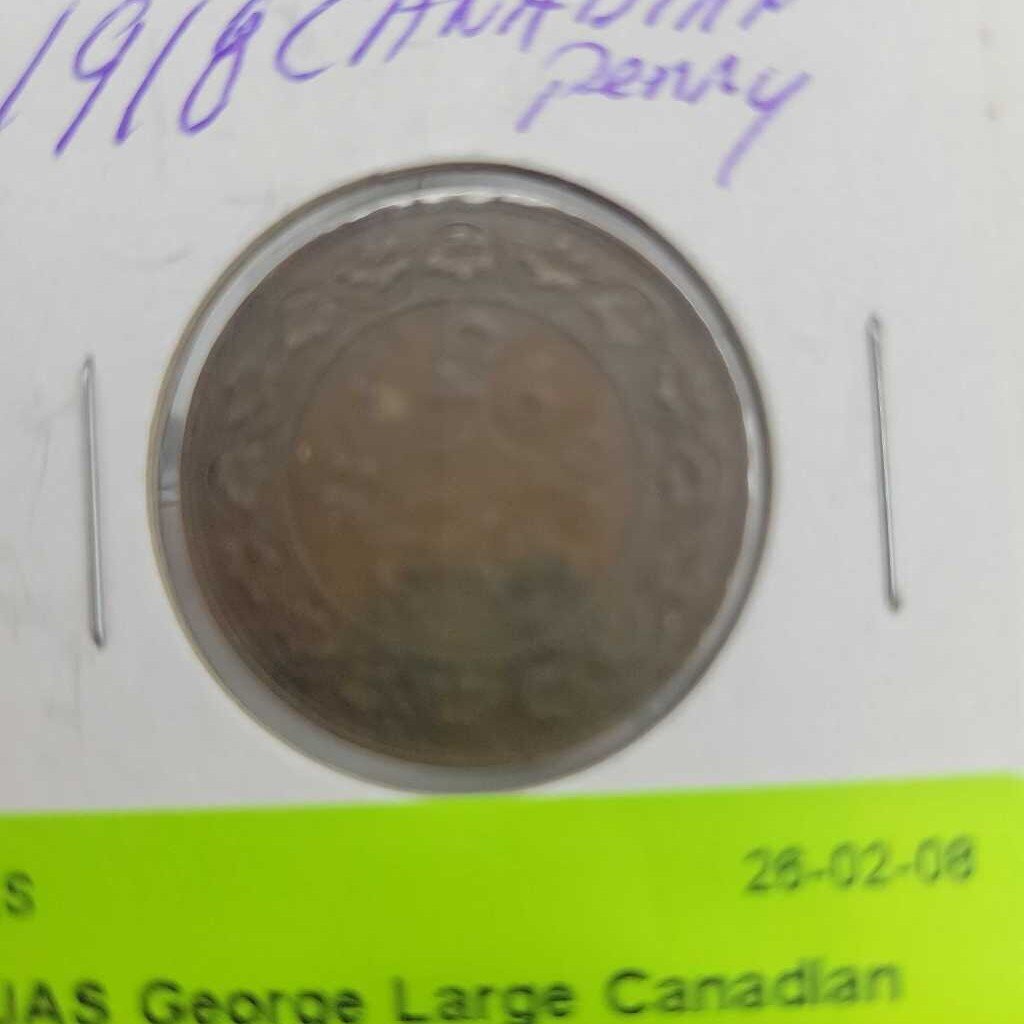 1918 CANADIAN
Penny
S 26-02-08
JAS George Large Canadian